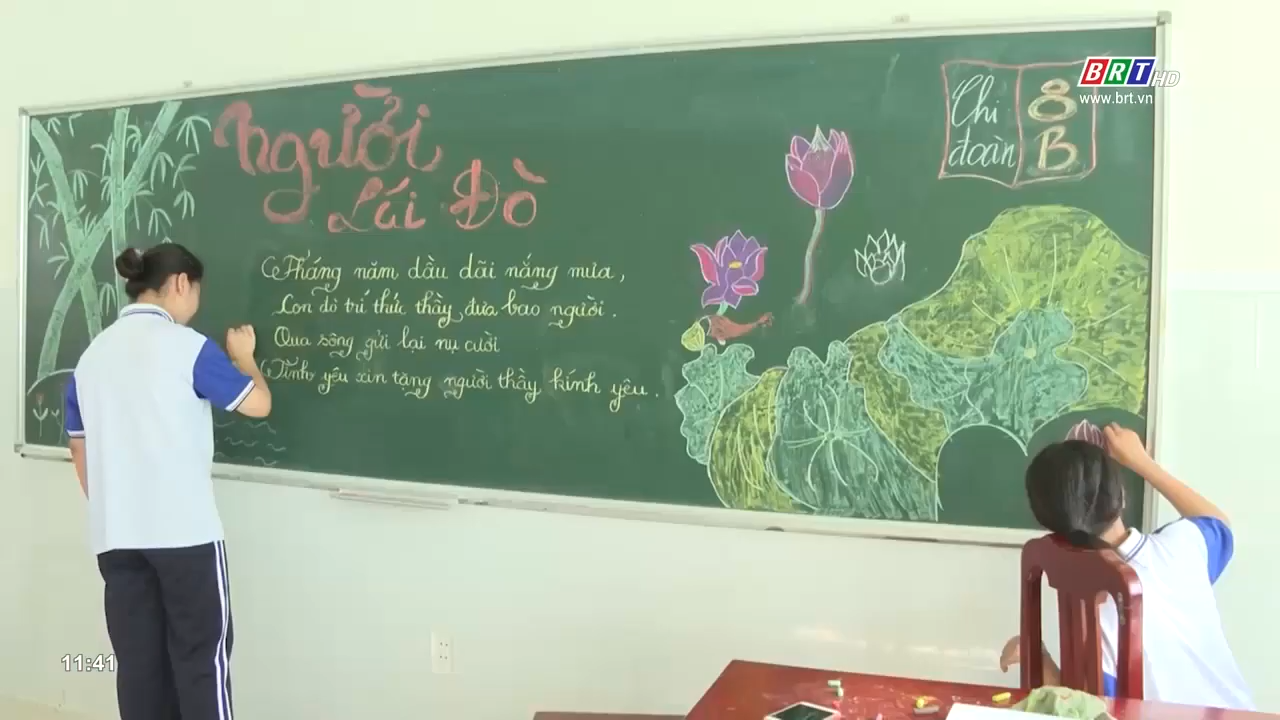 NGƯỜI
Lái Đò
Tháng năm dầu dãi nắng mưa,
Con đò trí thức thầy đưa bao người.
Qua sông gửi lại nụ cười
Tình yêu xin tặng người thầy kính yêu.
Chi
đoàn
8
B
BRT HD
www.brt.vn
11:41